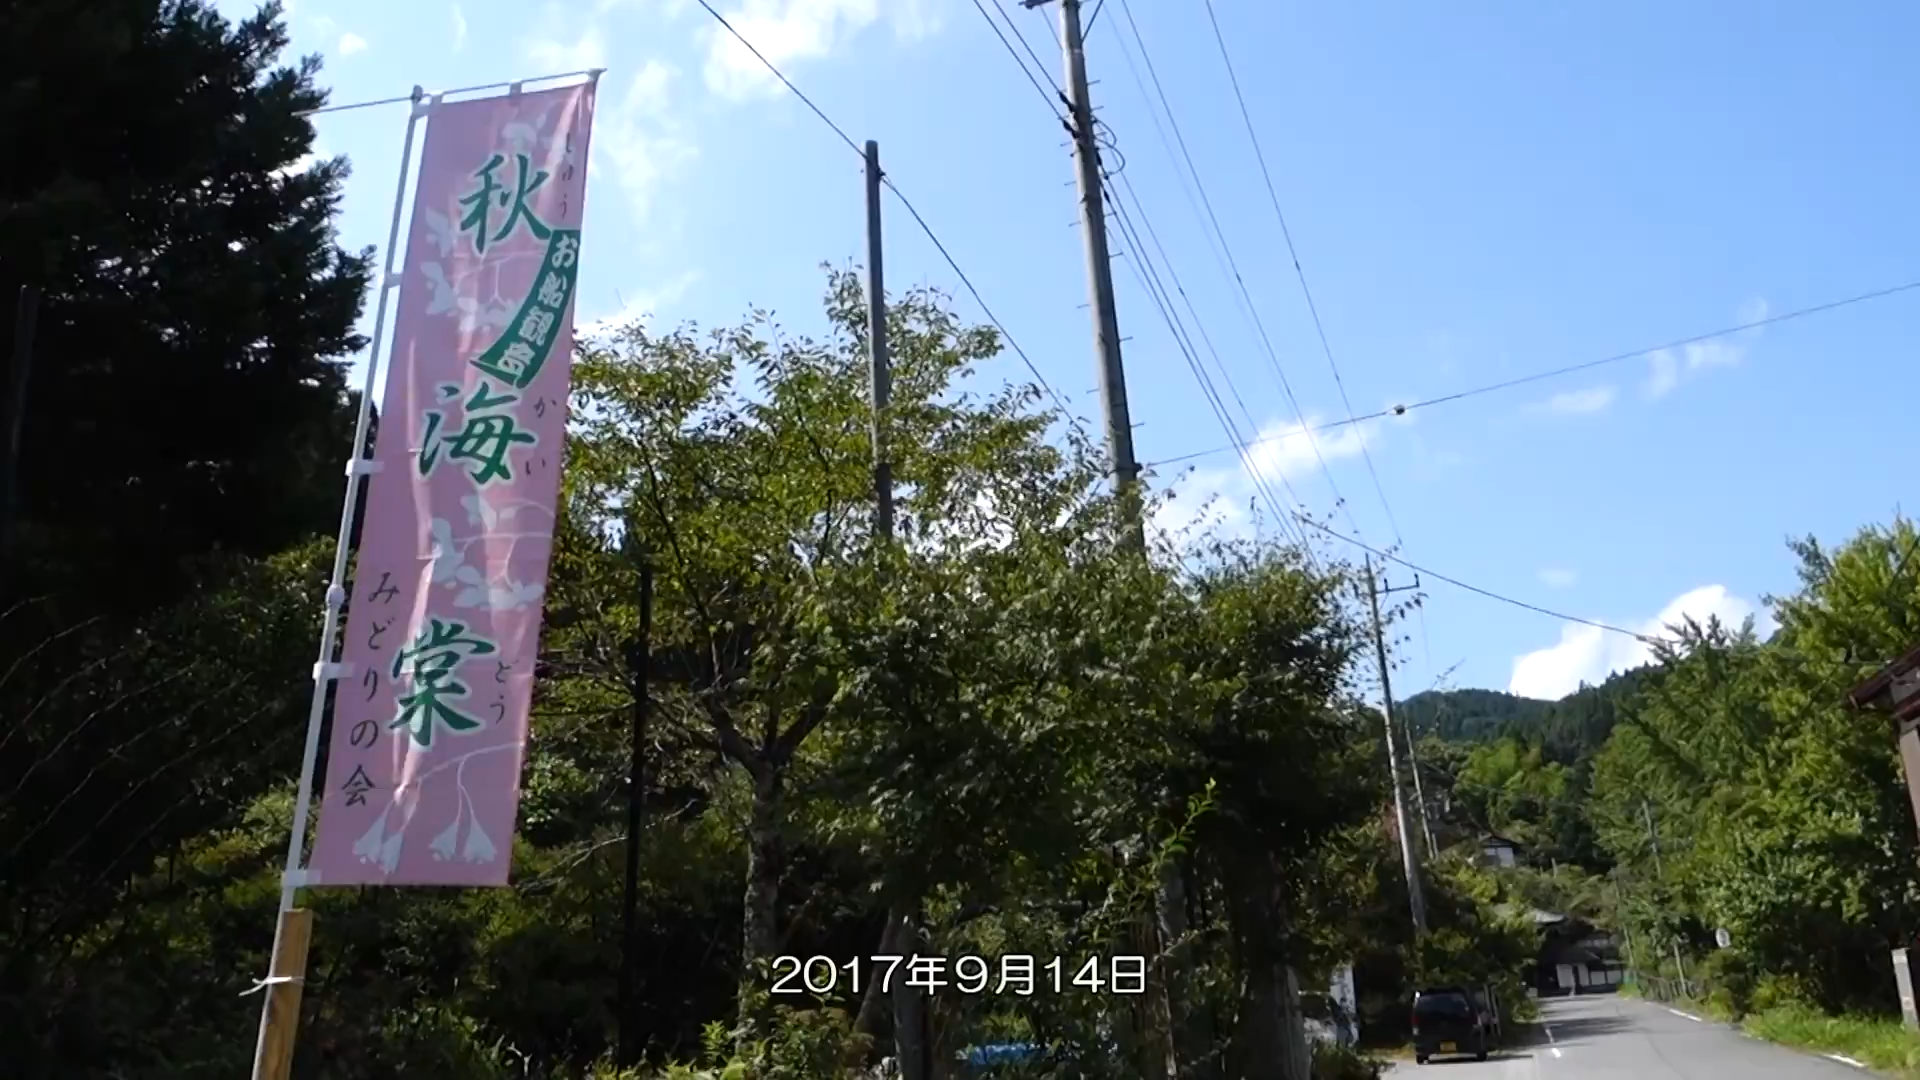 秋海棠
しゅうかいどう
お船観音
みどりの会
2017年9月14日